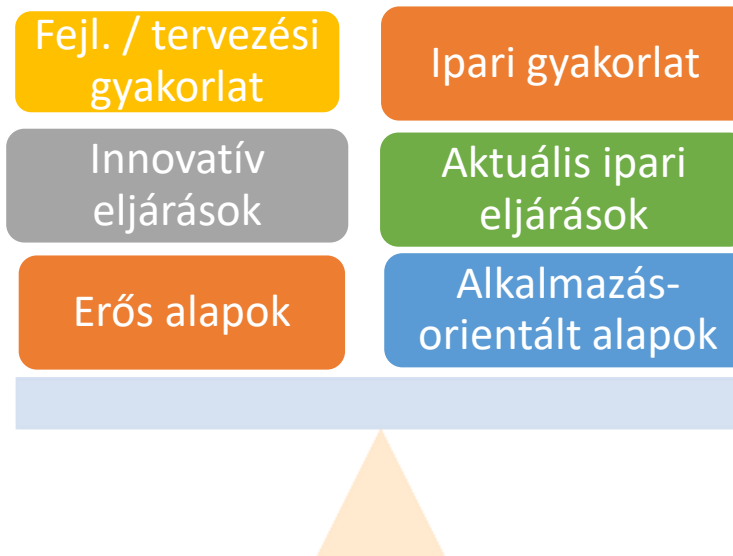 Fejl. / tervezési
gyakorlat
Ipari gyakorlat
Innovatív
eljárások
Aktuális ipari
eljárások
Erős alapok
Alkalmazás-
orientált alapok